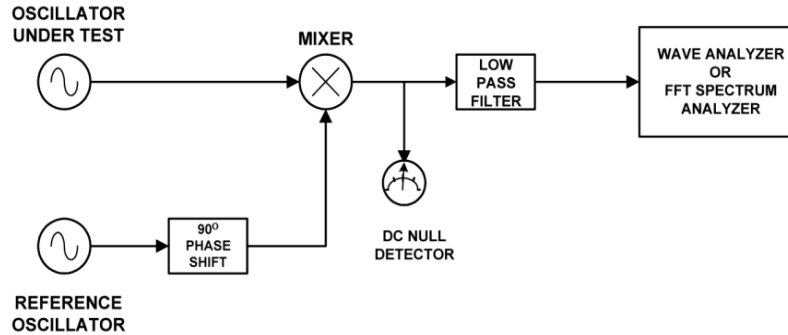 OSCILLATOR
UNDER TEST
MIXER
LOW
PASS
FILTER
WAVE ANALYZER
OR
FFT SPECTRUM
ANALYZER
90O
PHASE
SHIFT
DC NULL
DETECTOR
REFERENCE
OSCILLATOR